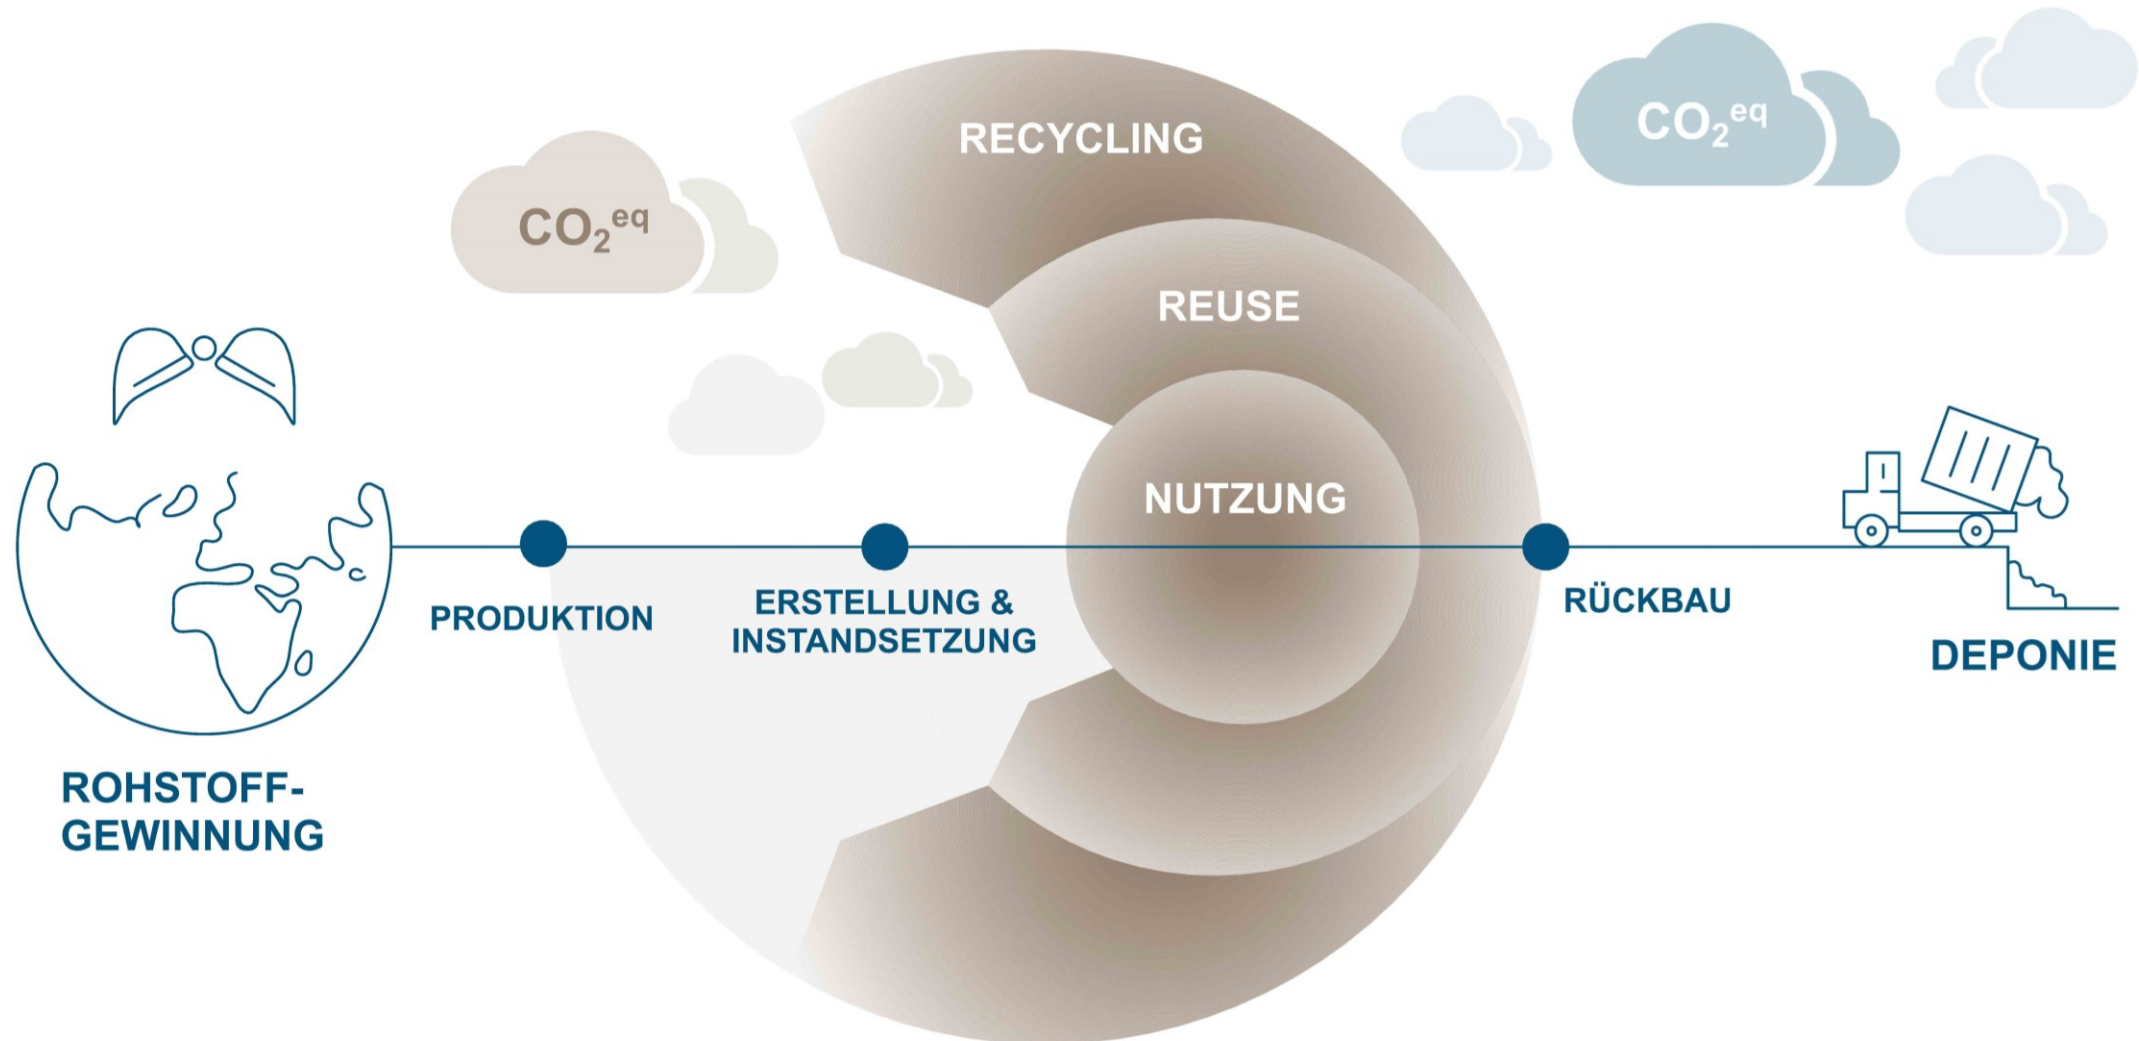 RECYCLING
CO₂eq
CO₂eq
REUSE
NUTZUNG
PRODUKTION
ERSTELLUNG &
INSTANDSETZUNG
RÜCKBAU
DEPONIE
ROHSTOFF-
GEWINNUNG